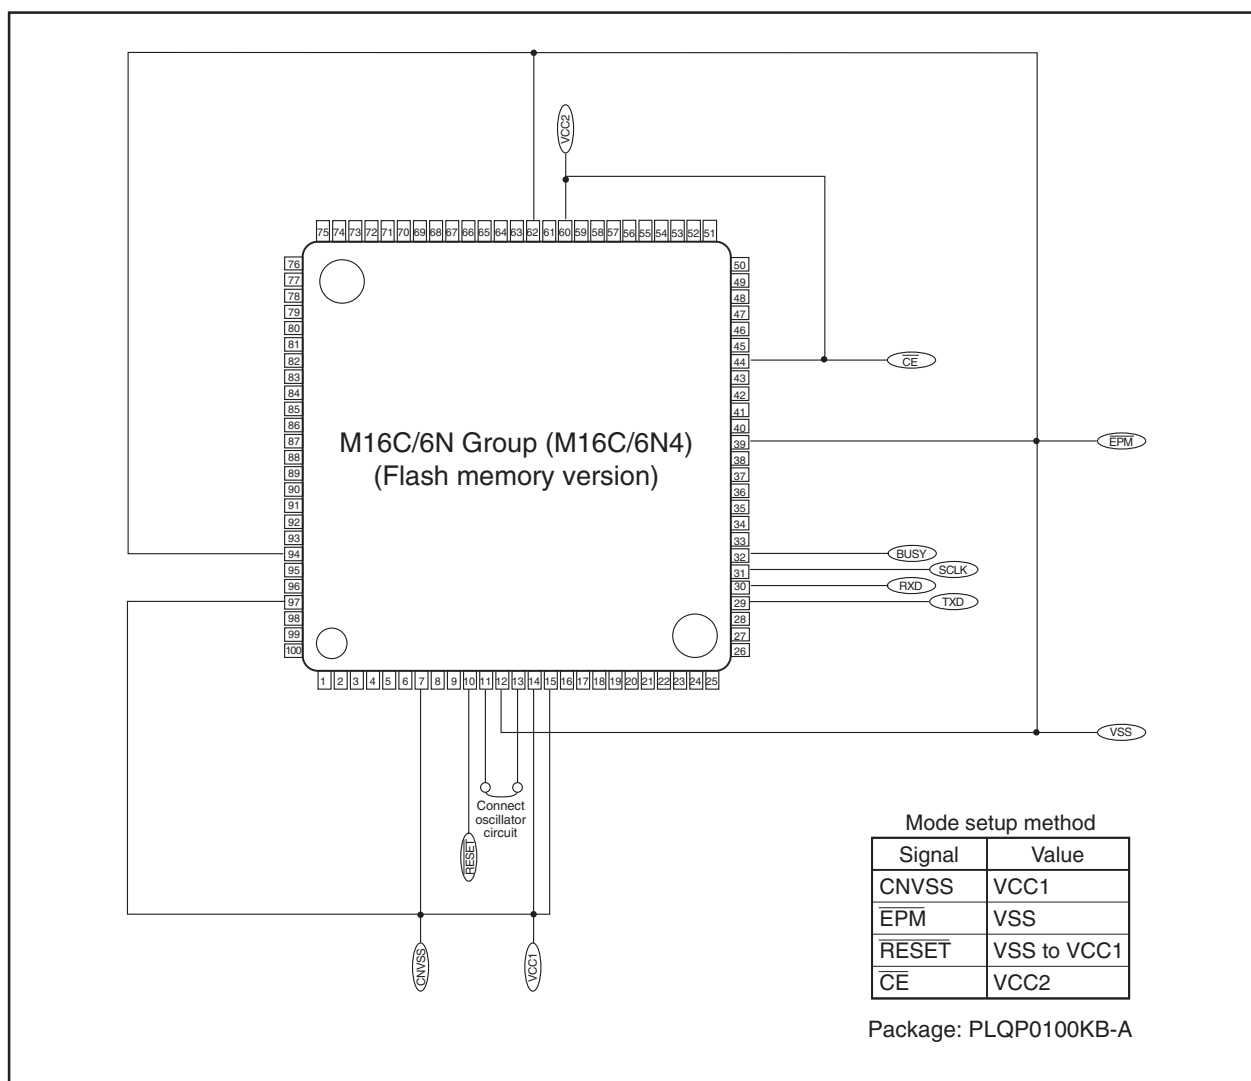 VCC2
75 74 73 72 71 70 69 68 67 66 65 64 63 62 61 60 59 58 57 56 55 54 53 52 51
76
77
78
79
80
81
82
83
84
85
86
87
88
89
90
91
92
93
94
95
96
97
98
99
100
M16C/6N Group (M16C/6N4)
(Flash memory version)
50
49
48
47
46
45
44
43
42
41
40
39
38
37
36
35
34
33
32
31
30
29
28
27
26
CE
EPM
BUSY
SCLK
RXD
TXD
1 2 3 4 5 6 7 8 9 10 11 12 13 14 15 16 17 18 19 20 21 22 23 24 25
VSS
Connect
oscillator
circuit
RESET
CNVSS
VCC1
Mode setup method
Signal Value
CNVSS VCC1
EPM VSS
RESET VSS to VCC1
CE VCC2
Package: PLQP0100KB-A